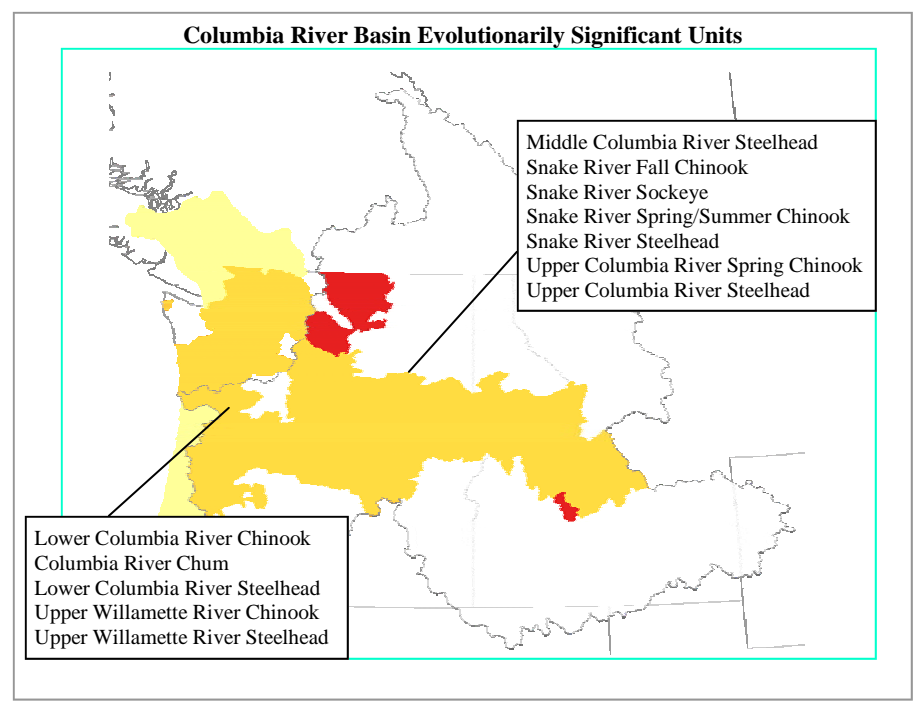 Columbia River Basin Evolutionarily Significant Units
Middle Columbia River Steelhead
Snake River Fall Chinook
Snake River Sockeye
Snake River Spring/Summer Chinook
Snake River Steelhead
Upper Columbia River Spring Chinook
Upper Columbia River Steelhead
Lower Columbia River Chinook
Columbia River Chum
Lower Columbia River Steelhead
Upper Willamette River Chinook
Upper Willamette River Steelhead